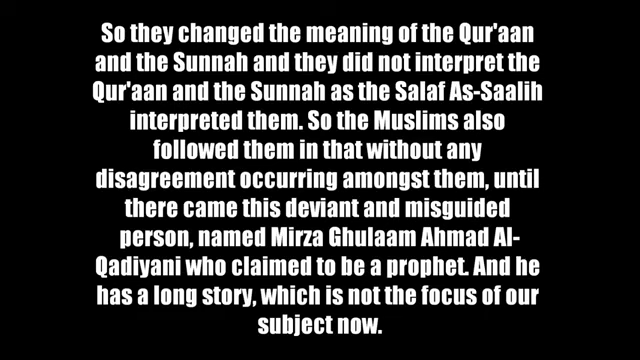 So they changed the meaning of the Qur'aan
and the Sunnah and they did not interpret the
Qur'aan and the Sunnah as the Salaf As-Saalih
interpreted them. So the Muslims also
followed them in that without any
disagreement occurring amongst them, until
there came this deviant and misguided
person, named Mirza Ghulaam Ahmad Al-
Qadiyani who claimed to be a prophet. And he
has a long story, which is not the focus of our
subject now.